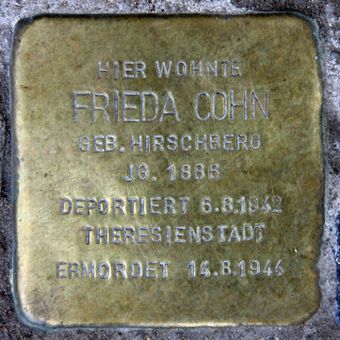 HIER WOHNTE
FRIEDA COHN
GEB. HIRSCHBERG
JG. 1886
DEPORTIERT 6.8.1942
THERESIENSTADT
ERMORDET 14.8.1944